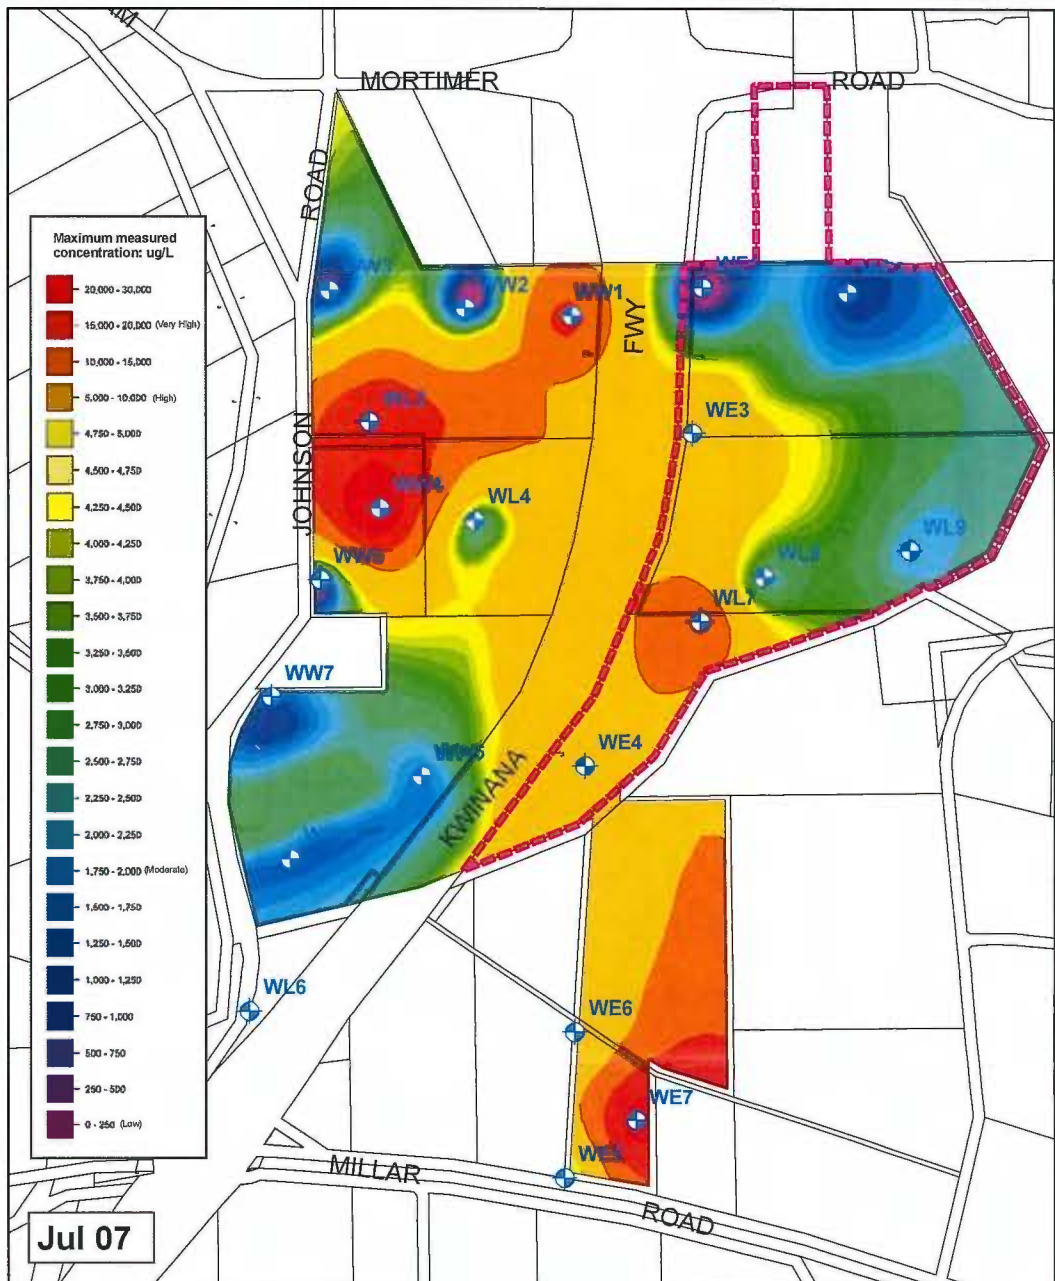 MORTIMER
ROAD
ROAD
Maximum measured
concentration: ug/L
20,000 - 30,000
15,000 - 20,000 (Very High)
10,000 - 15,000
5,000 - 10,000 (High)
4,750 - 5,000
4,500 - 4,750
4,250 - 4,500
4,000 - 4,250
3,750 - 4,000
3,500 - 3,750
3,250 - 3,500
3,000 - 3,250
2,750 - 3,000
2,500 - 2,750
2,250 - 2,500
2,000 - 2,250
1,750 - 2,000 (Moderate)
1,500 - 1,750
1,250 - 1,500
1,000 - 1,250
750 - 1,000
500 - 750
250 - 500
0 - 250 (Low)
WW3
WW2
WW1
FWY
WE3
JOHNSON
WW4
WL4
WL9
WL8
WL7
WW7
WE4
KWINANA
WL6
WE6
WE7
WE5
MILLAR
ROAD
Jul 07